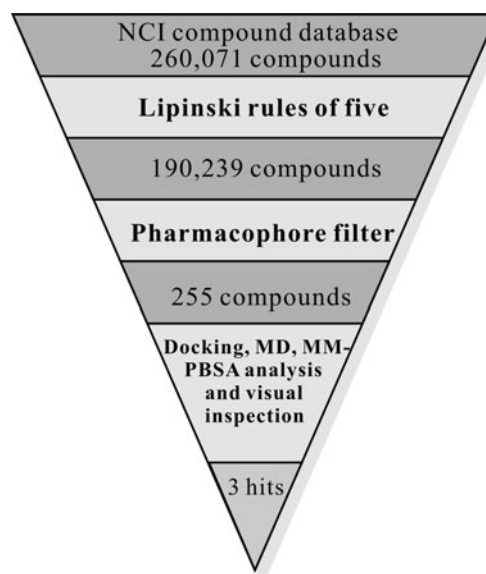 NCI compound database
260,071 compounds
Lipinski rules of five
190,239 compounds
Pharmacophore filter
255 compounds
Docking, MD, MM-
PBSA analysis
and visual
inspection
3 hits